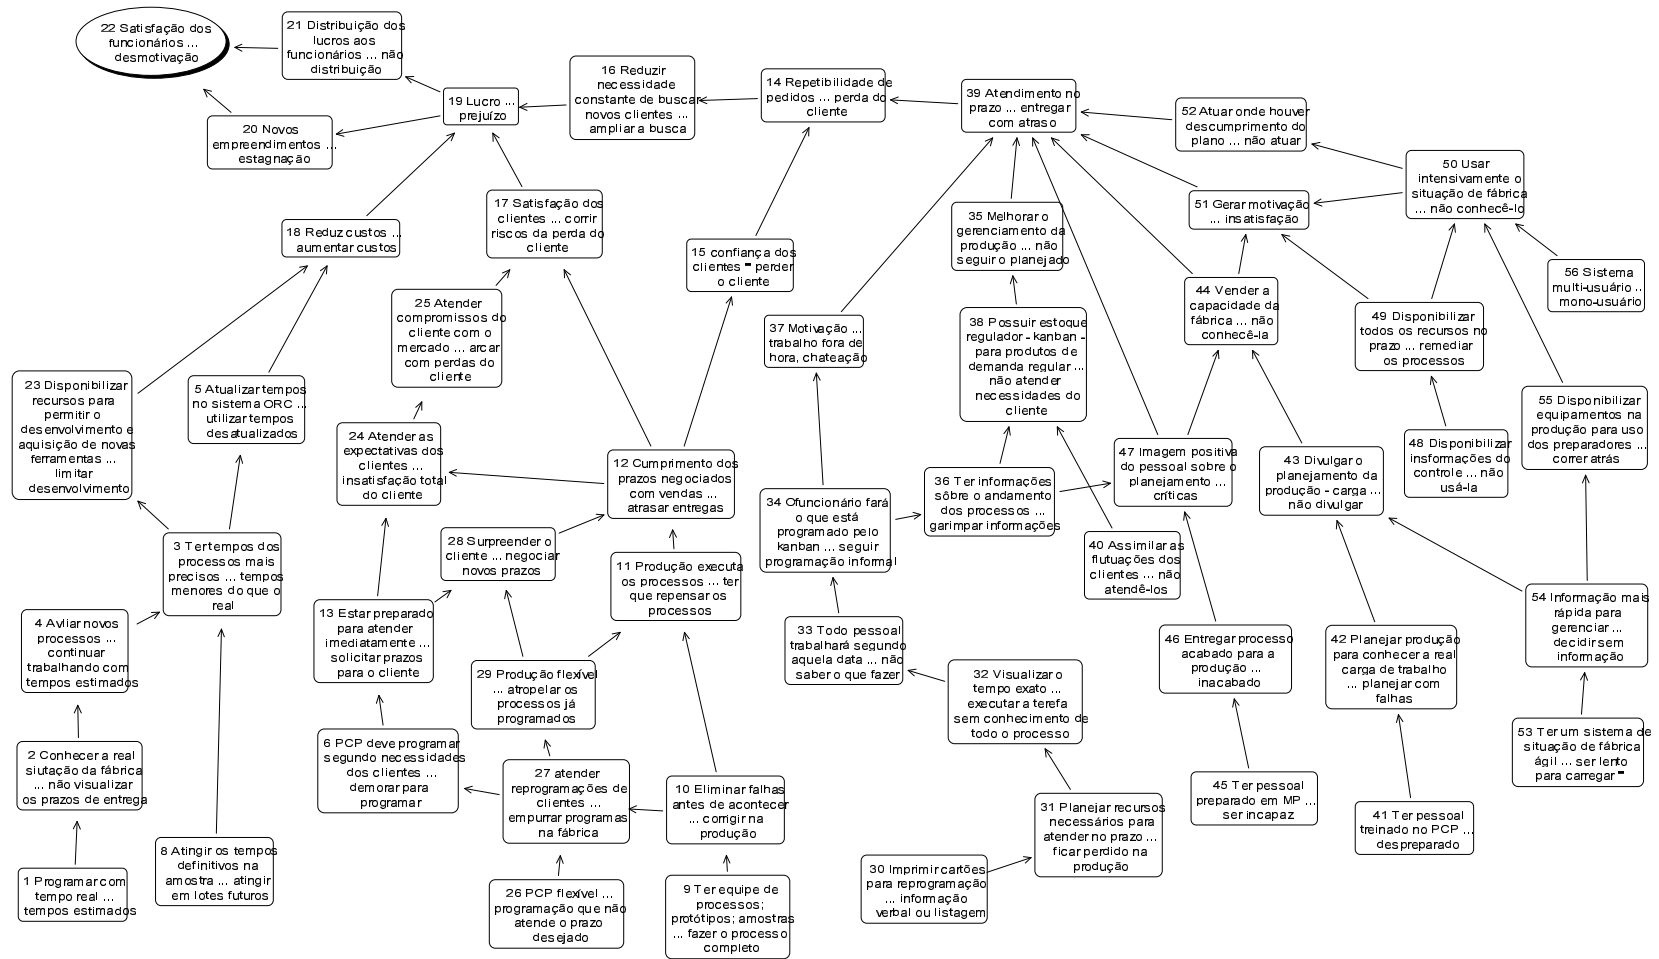 22 Satisfação dos
funcionários ...
desmotivação
21 Distribuição dos
lucros aos
funcionários ... não
distribuição
20 Novos
empreendimentos ...
estagnação
19 Lucro ...
prejuízo
16 Reduzir
necessidade
constante de buscar
novos clientes ...
ampliar a busca
14 Repetibilidade de
pedidos ... perda do
cliente
39 Atendimento no
prazo ... entregar
com atraso
52 Atuar onde houver
descumprimento do
plano ... não atuar
50 Usar
intensivamente o
situação de fábrica
... não conhecê-lo
51 Gerar motivação
... insatisfação
56 Sistema
multi-usuário ..
mono-usuário
18 Reduz custos ...
aumentar custos
17 Satisfação dos
clientes ... corrir
riscos da perda do
cliente
15 confiança dos
clientes " perder
o cliente
35 Melhorar o
gerenciamento da
produção ... não
seguir o planejado
44 Vender a
capacidade da
fábrica ... não
conhecê-la
49 Disponibilizar
todos os recursos no
prazo ... remediar
os processos
25 Atender
compromissos do
cliente com o
mercado ... arcar
com perdas do
cliente
37 Motivação ...
trabalho fora de
hora, chateação
38 Possuir estoque
regulador - kanban -
para produtos de
demanda regular ...
não atender
necessidades do
cliente
23 Disponibilizar
recursos para
permitir o
desenvolvimento e
aquisição de novas
ferramentas ...
limitar
desenvolvimento
5 Atualizar tempos
no sistema ORC ...
utilizar tempos
desatualizados
55 Disponibilizar
equipamentos na
produção para uso
dos preparadores ...
correr atrás
24 Atender as
expectativas dos
clientes ...
insatisfação total
do cliente
12 Cumprimento dos
prazos negociados
com vendas ...
atrasar entregas
47 Imagem positiva
do pessoal sobre o
planejamento ...
críticas
43 Divulgar o
planejamento da
produção - carga ...
não divulgar
48 Disponibilizar
insformações do
controle ... não
usá-la
36 Ter informações
sôbre o andamento
dos processos ...
garimpar informações
34 Ofuncionário fará
o que está
programado pelo
kanban ... seguir
programação informal
40 Assimilar as
flutuações dos
clientes ... não
atendê-los
3 Ter tempos dos
processos mais
precisos ... tempos
menores do que o
real
28 Surpreender o
cliente ... negociar
novos prazos
11 Produção executa
os processos ... ter
que repensar os
processos
54 Informação mais
rápida para
gerenciar ...
decidir sem
informação
4 Avliar novos
processos ...
continuar
trabalhando com
tempos estimados
13 Estar preparado
para atender
imediatamente ...
solicitar prazos
para o cliente
33 Todo pessoal
trabalhará segundo
aquela data ... não
saber o que fazer
46 Entregar processo
acabado para a
produção ...
inacabado
42 Planejar produção
para conhecer a real
carga de trabalho
... planejar com
falhas
29 Produção flexível
... atropelar os
processos já
programados
32 Visualizar o
tempo exato ...
executar a terefa
sem conhecimento de
todo o processo
53 Ter um sistema de
situação de fábrica
ágil ... ser lento
para carregar "
2 Conhecer a real
siutação da fábrica
... não visualizar
os prazos de entrega
6 PCP deve programar
segundo necessidades
dos clientes ...
demorar para
programar
27 atender
reprogramações de
clientes ...
empurrar programas
na fábrica
10 Eliminar falhas
antes de acontecer
... corrigir na
produção
45 Ter pessoal
preparado em MP ...
ser incapaz
31 Planejar recursos
necessários para
atender no prazo ...
ficar perdido na
produção
41 Ter pessoal
treinado no PCP ...
despreparado
8 Atingir os tempos
definitivos na
amostra ... atingir
em lotes futuros
1 Programar com
tempo real ...
tempos estimados
30 Imprimir cartões
para reprogramação
... informação
verbal ou listagem
26 PCP flexível ...
programação que não
atende o prazo
desejado
9 Ter equipe de
processos;
protótipos; amostras
... fazer o processo
completo